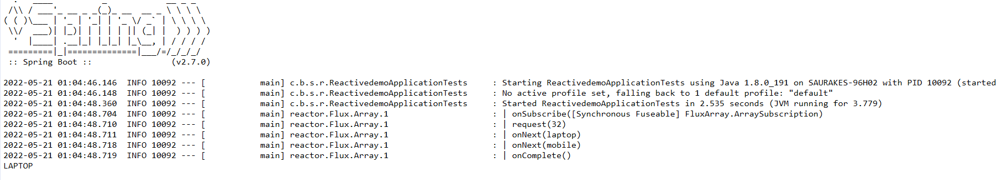 .   ____          _            __ _ _
 /\\ / ___'_ __ _ _(_)_ __  __ _ \ \ \ \
( ( )\___ | '_ | '_| | '_ \/ _` | \ \ \ \
 \\/  ___)| |_)| | | | | || (_| |  ) ) ) )
  '  |____| .__|_| |_|_| |_\__, | / / / /
 =========|_|==============|___/=/_/_/_/
 :: Spring Boot ::                (v2.7.0)
2022-05-21 01:04:46.146  INFO 10092 --- [           main] c.b.s.r.ReactivedemoApplicationTests     : Starting ReactivedemoApplicationTests using Java 1.8.0_191 on SAURAKES-96H02 with PID 10092 (started
2022-05-21 01:04:46.148  INFO 10092 --- [           main] c.b.s.r.ReactivedemoApplicationTests     : No active profile set, falling back to 1 default profile: "default"
2022-05-21 01:04:48.360  INFO 10092 --- [           main] c.b.s.r.ReactivedemoApplicationTests     : Started ReactivedemoApplicationTests in 2.535 seconds (JVM running for 3.779)
2022-05-21 01:04:48.704  INFO 10092 --- [           main] reactor.Flux.Array.1                     : | onSubscribe([Synchronous Fuseable] FluxArray.ArraySubscription)
2022-05-21 01:04:48.710  INFO 10092 --- [           main] reactor.Flux.Array.1                     : | request(32)
2022-05-21 01:04:48.711  INFO 10092 --- [           main] reactor.Flux.Array.1                     : | onNext(laptop)
2022-05-21 01:04:48.718  INFO 10092 --- [           main] reactor.Flux.Array.1                     : | onNext(mobile)
2022-05-21 01:04:48.719  INFO 10092 --- [           main] reactor.Flux.Array.1                     : | onComplete()
LAPTOP